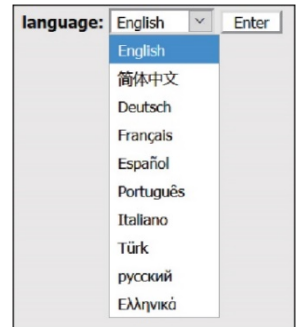 language: English Enter
English
简体中文
Deutsch
Français
Español
Português
Italiano
Türk
русский
Ελληνικά